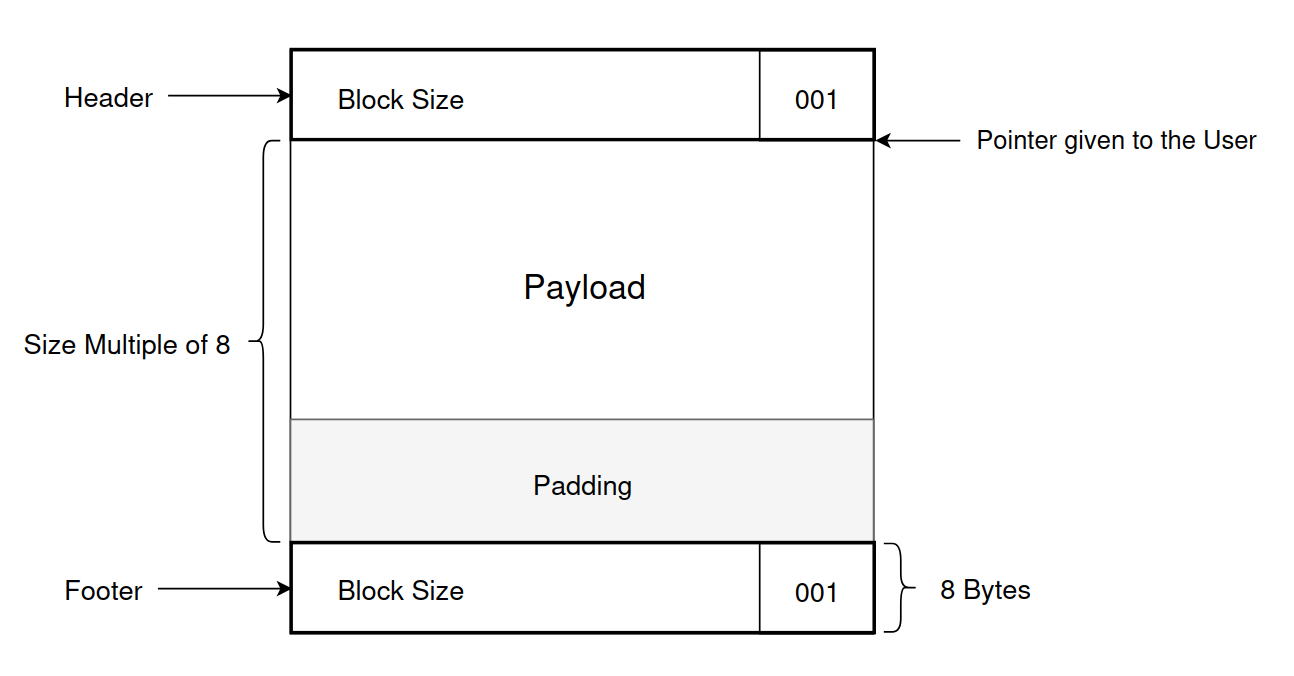 Header
Block Size
001
Pointer given to the User
Payload
Size Multiple of 8
Padding
Footer
Block Size
001
8 Bytes